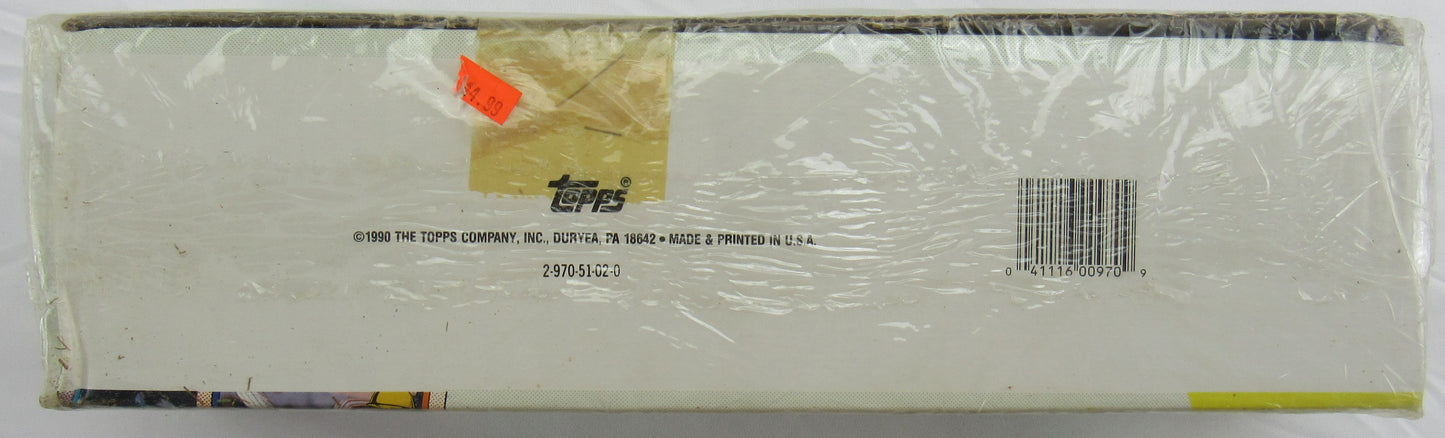 $14.99
TOPPS®
©1990 THE TOPPS COMPANY, INC., DURYEA, PA 18642 • MADE & PRINTED IN U.S.A.
2-970-51-02-0
0 41116 00970 9